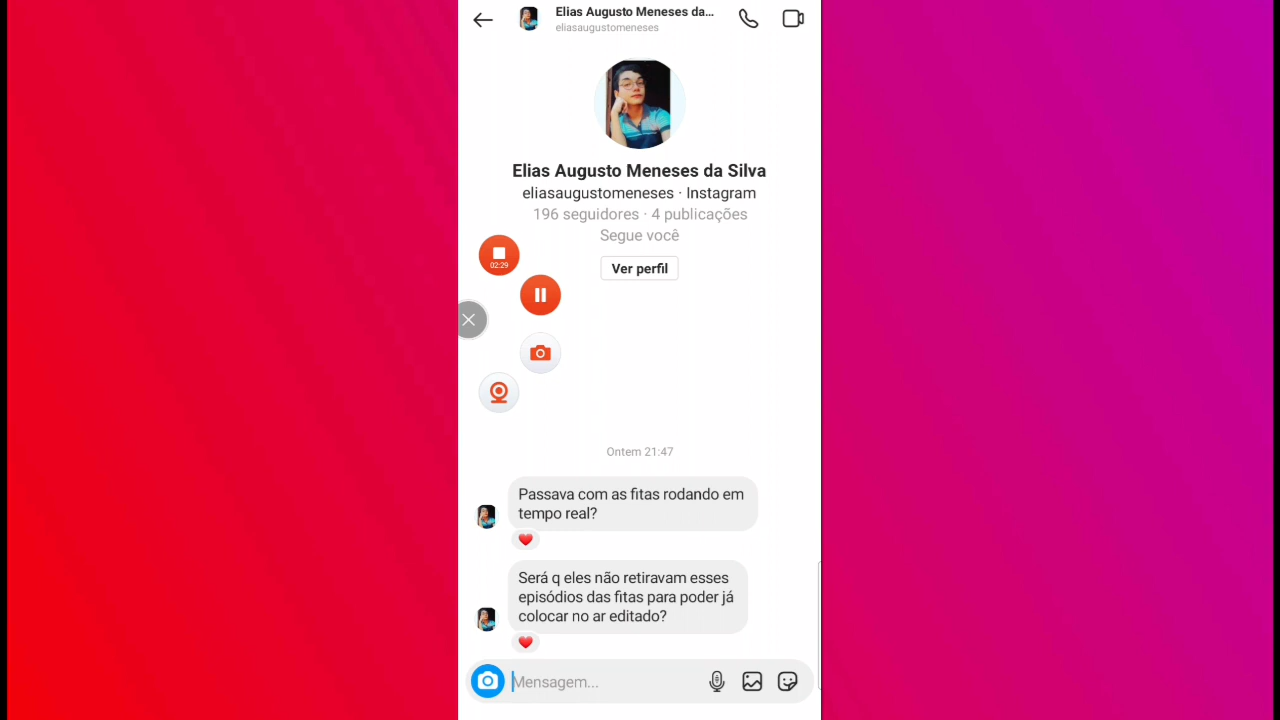 Elias Augusto Meneses da...
eliasaugustomeneses
Elias Augusto Meneses da Silva
eliasaugustomeneses · Instagram
196 seguidores · 4 publicações
Segue você
02:29
Ver perfil
Ontem 21:47
Passava com as fitas rodando em
tempo real?
Será q eles não retiravam esses
episódios das fitas para poder já
colocar no ar editado?
Mensagem...